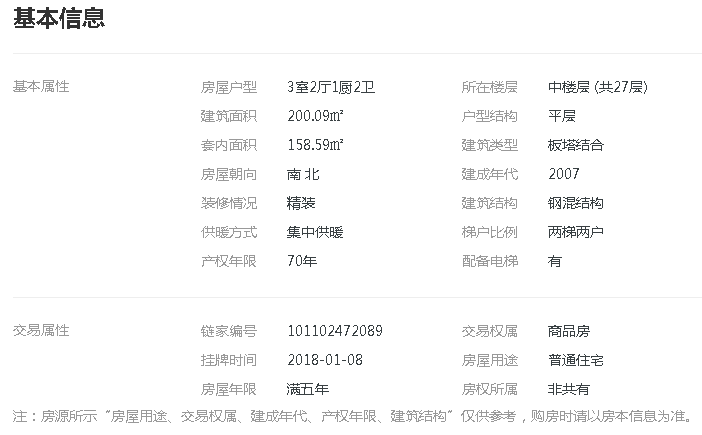 基本信息
基本属性 房屋户型 3室2厅1厨2卫 所在楼层 中楼层 (共27层)
建筑面积 200.09㎡ 户型结构 平层
套内面积 158.59㎡ 建筑类型 板塔结合
房屋朝向 南 北 建成年代 2007
装修情况 精装 建筑结构 钢混结构
供暖方式 集中供暖 梯户比例 两梯两户
产权年限 70年 配备电梯 有
交易属性 链家编号 101102472089 交易权属 商品房
挂牌时间 2018-01-08 房屋用途 普通住宅
房屋年限 满五年 房权所属 非共有
注：房源所示“房屋用途、交易权属、建成年代、产权年限、建筑结构”仅供参考，购房时请以房本信息为准。